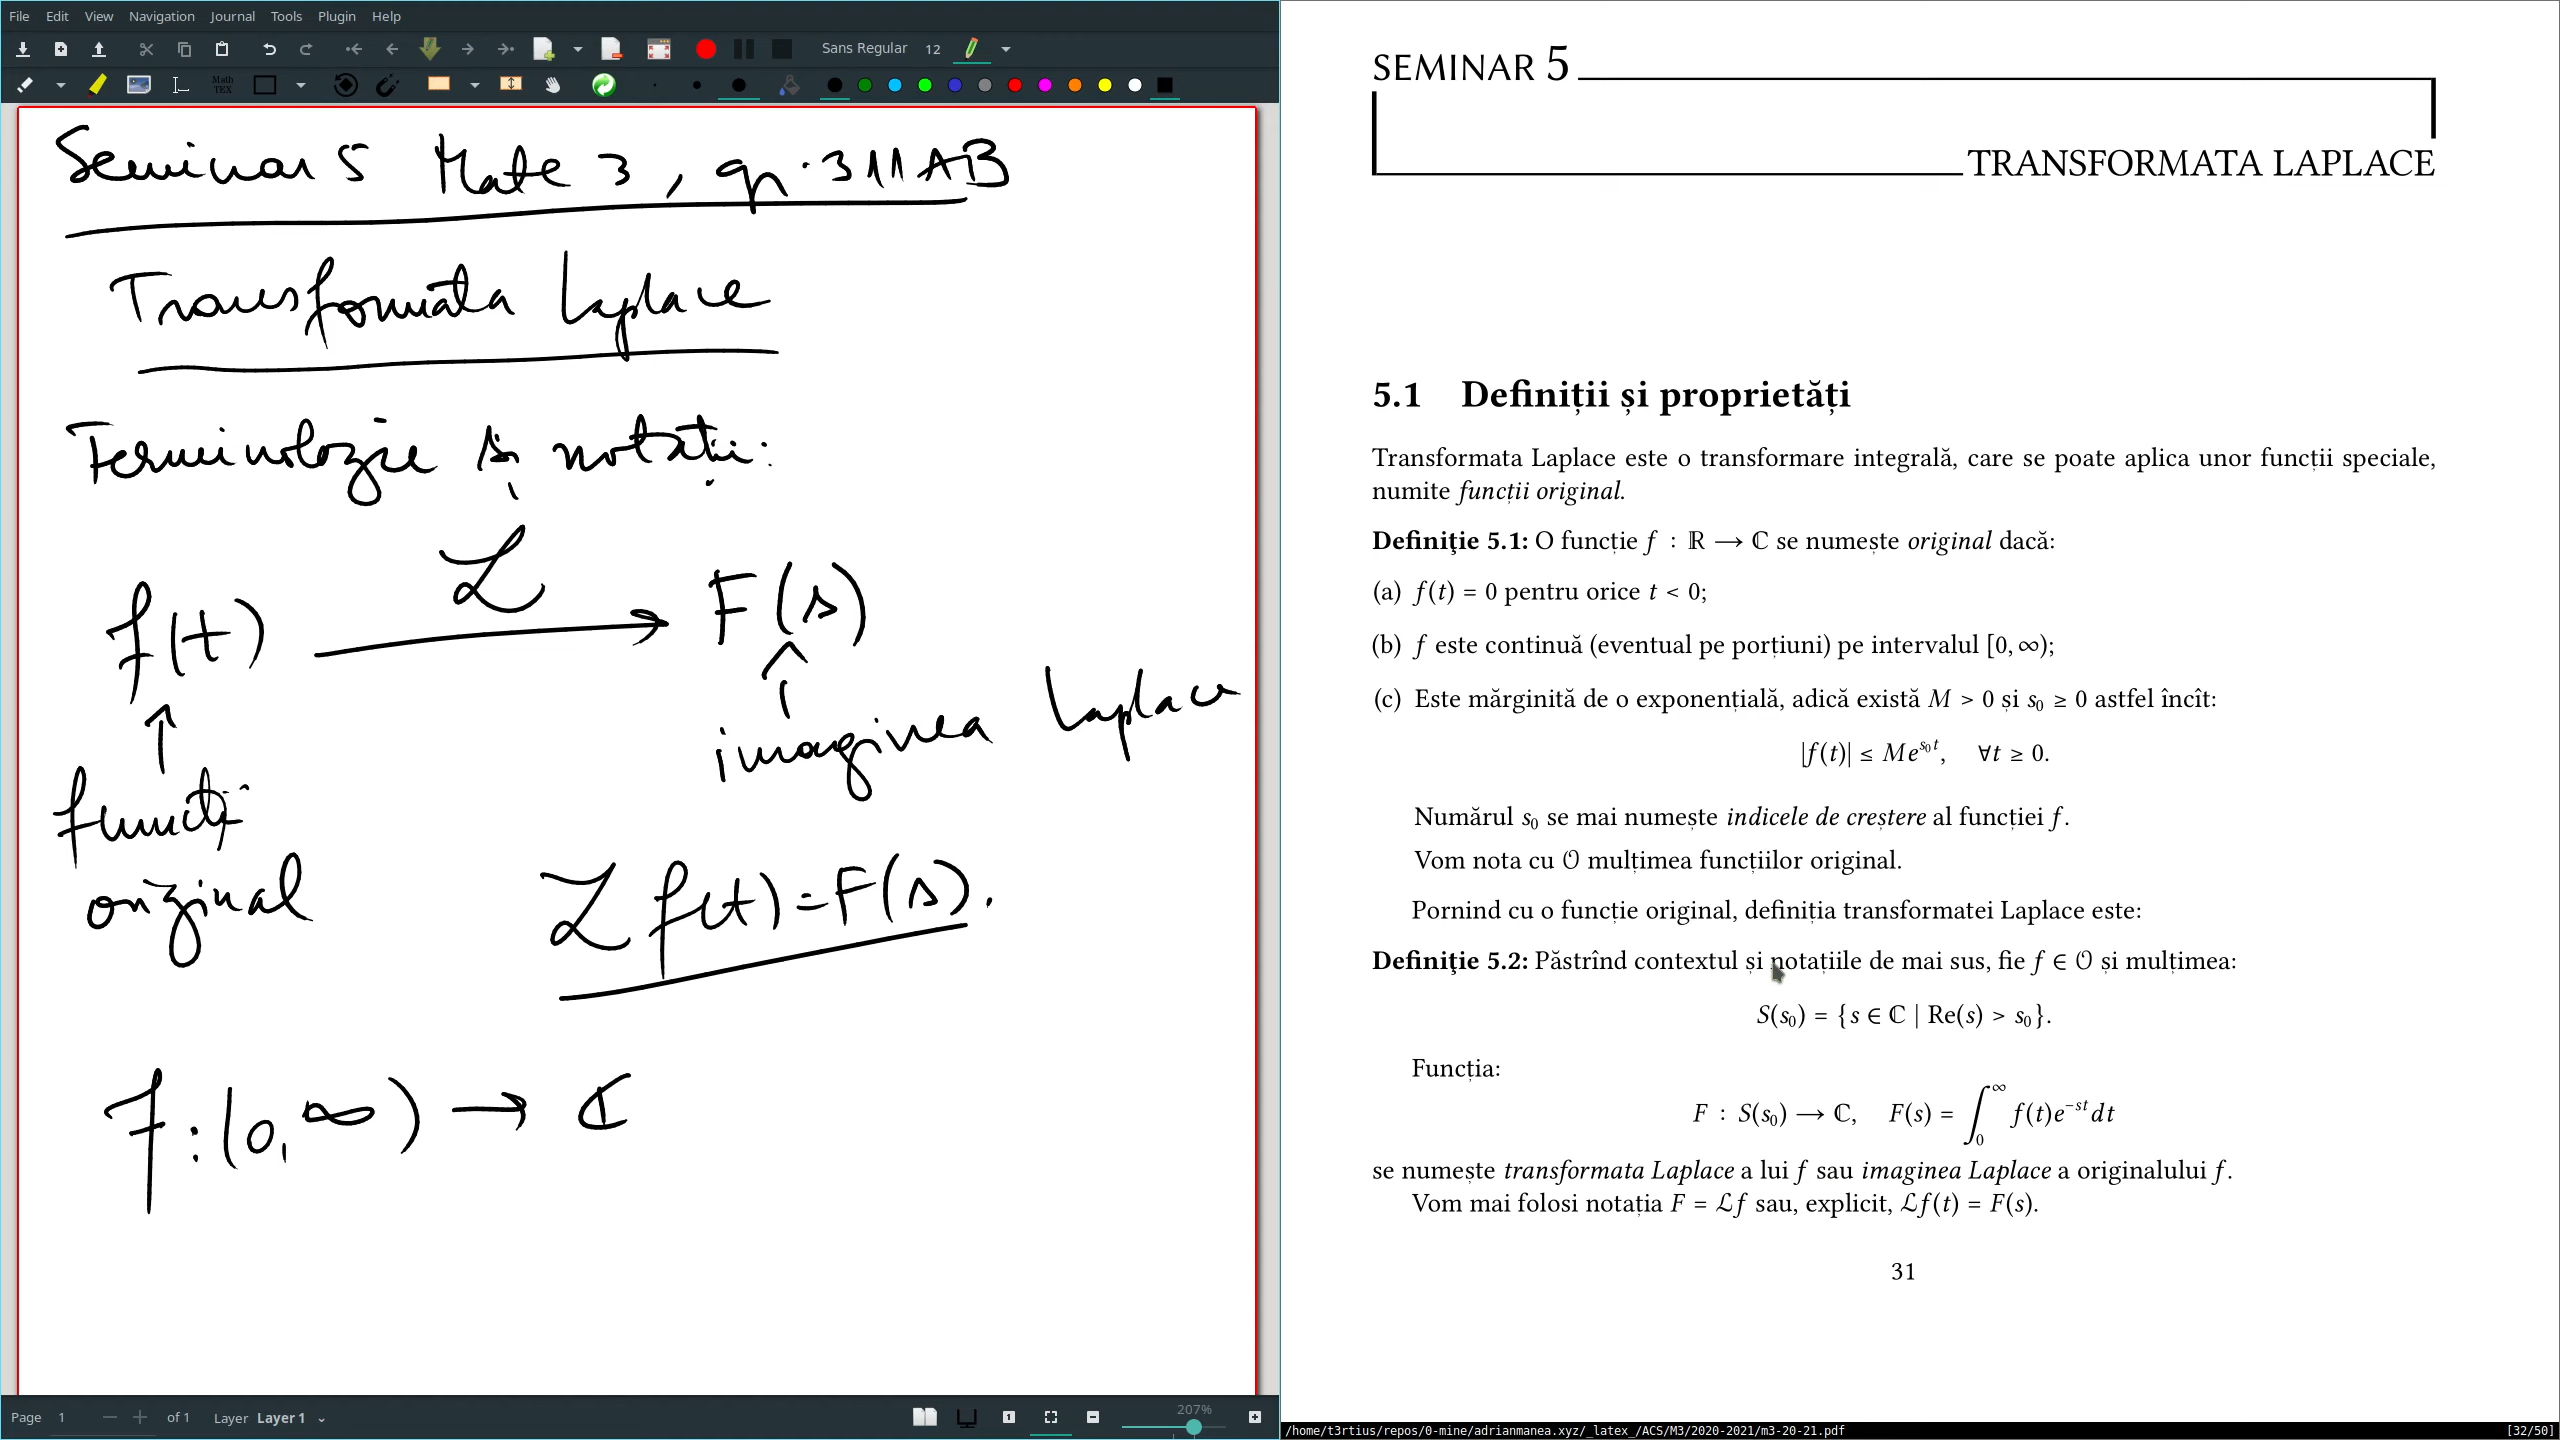 File Edit View Navigation Journal Tools Plugin Help
Sans Regular 12
Math TEX
Seminar 5 Mate 3, gr. 311AB
Transformata Laplace
Terminologie și notații:
ℒ
f(t) ⟶ F(s)
↑ ↑
imaginea Laplace
funcții
original
ℒ f(t) = F(s).
f : (0, ∞) → ℂ
Page 1 of 1 Layer Layer 1 207%
SEMINAR 5
TRANSFORMATA LAPLACE
5.1 Definiții și proprietăți
Transformata Laplace este o transformare integrală, care se poate aplica unor funcții speciale,
numite funcții original.
Definiție 5.1: O funcție f : ℝ ⟶ ℂ se numește original dacă:
(a) f(t) = 0 pentru orice t < 0;
(b) f este continuă (eventual pe porțiuni) pe intervalul [0, ∞);
(c) Este mărginită de o exponențială, adică există M > 0 și s₀ ≥ 0 astfel încît:
|f(t)| ≤ Me^{s₀t}, ∀t ≥ 0.
Numărul s₀ se mai numește indicele de creștere al funcției f.
Vom nota cu 𝒪 mulțimea funcțiilor original.
Pornind cu o funcție original, definiția transformatei Laplace este:
Definiție 5.2: Păstrînd contextul și notațiile de mai sus, fie f ∈ 𝒪 și mulțimea:
S(s₀) = {s ∈ ℂ | Re(s) > s₀}.
Funcția:
F : S(s₀) ⟶ ℂ, F(s) = ∫₀^∞ f(t)e^{−st}dt
se numește transformata Laplace a lui f sau imaginea Laplace a originalului f.
Vom mai folosi notația F = ℒf sau, explicit, ℒf(t) = F(s).
31
/home/t3rtius/repos/0-mine/adrianmanea.xyz/_latex_/ACS/M3/2020-2021/m3-20-21.pdf [32/50]